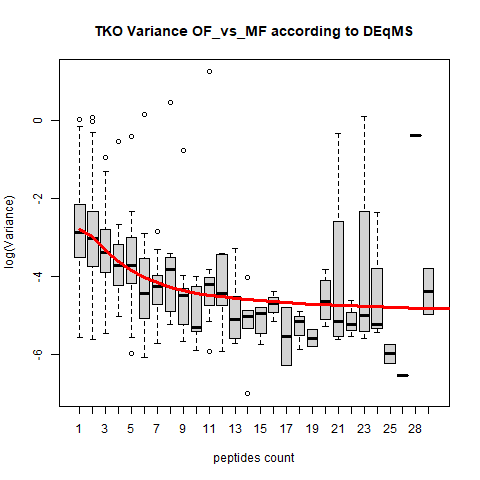 TKO Variance OF_vs_MF according to DEqMS
log(Variance)
0
-2
-4
-6
1 3 5 7 9 11 13 15 17 19 21 23 25 28
peptides count